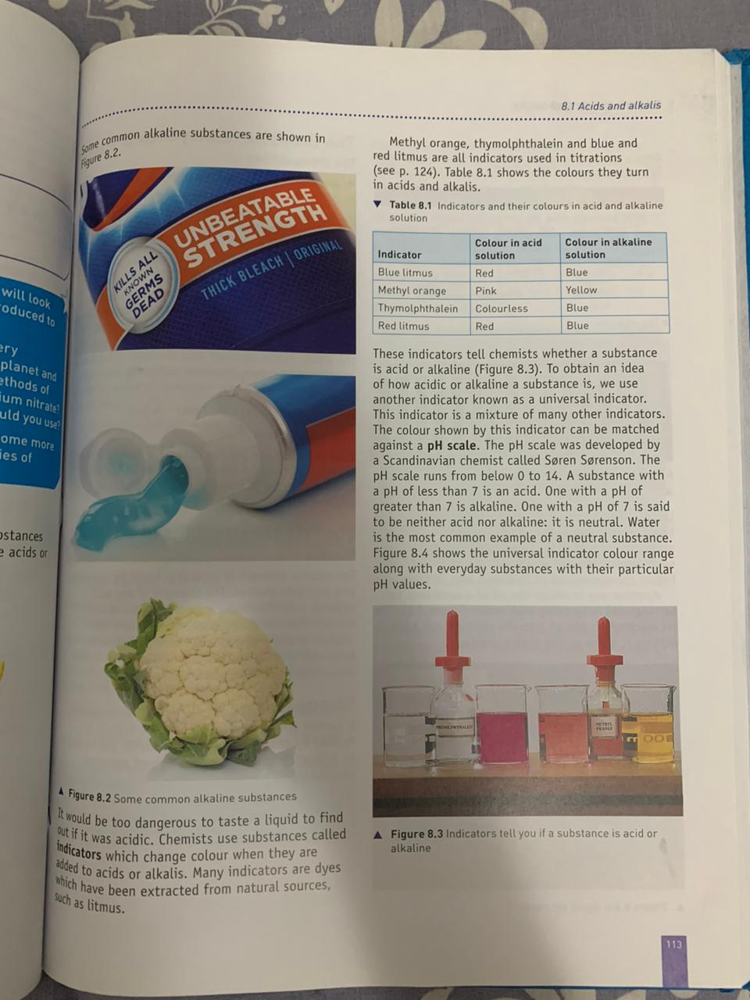 8.1 Acids and alkalis
will look
roduced to
ery
planet and
ethods of
ium nitrate?
uld you use?
ome more
ies of
ostances
e acids or
Some common alkaline substances are shown in
Figure 8.2.
UNBEATABLE
STRENGTH
KILLS ALL
KNOWN
GERMS
DEAD
THICK BLEACH | ORIGINAL
▲ Figure 8.2 Some common alkaline substances
It would be too dangerous to taste a liquid to find
out if it was acidic. Chemists use substances called
indicators which change colour when they are
added to acids or alkalis. Many indicators are dyes
which have been extracted from natural sources,
such as litmus.
Methyl orange, thymolphthalein and blue and
red litmus are all indicators used in titrations
(see p. 124). Table 8.1 shows the colours they turn
in acids and alkalis.
▼ Table 8.1 Indicators and their colours in acid and alkaline
solution
Indicator Colour in acid solution Colour in alkaline solution
Blue litmus Red Blue
Methyl orange Pink Yellow
Thymolphthalein Colourless Blue
Red litmus Red Blue
These indicators tell chemists whether a substance
is acid or alkaline (Figure 8.3). To obtain an idea
of how acidic or alkaline a substance is, we use
another indicator known as a universal indicator.
This indicator is a mixture of many other indicators.
The colour shown by this indicator can be matched
against a pH scale. The pH scale was developed by
a Scandinavian chemist called Søren Sørenson. The
pH scale runs from below 0 to 14. A substance with
a pH of less than 7 is an acid. One with a pH of
greater than 7 is alkaline. One with a pH of 7 is said
to be neither acid nor alkaline: it is neutral. Water
is the most common example of a neutral substance.
Figure 8.4 shows the universal indicator colour range
along with everyday substances with their particular
pH values.
PHENOLPHTHALEIN
METHYL
ORANGE
▲ Figure 8.3 Indicators tell you if a substance is acid or
alkaline
113